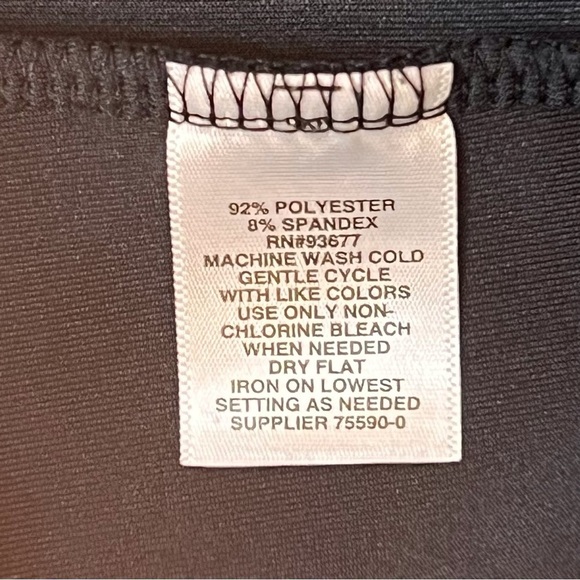 92% POLYESTER
8% SPANDEX
RN#93677
MACHINE WASH COLD
GENTLE CYCLE
WITH LIKE COLORS
USE ONLY NON-
CHLORINE BLEACH
WHEN NEEDED
DRY FLAT
IRON ON LOWEST
SETTING AS NEEDED
SUPPLIER 75590-0